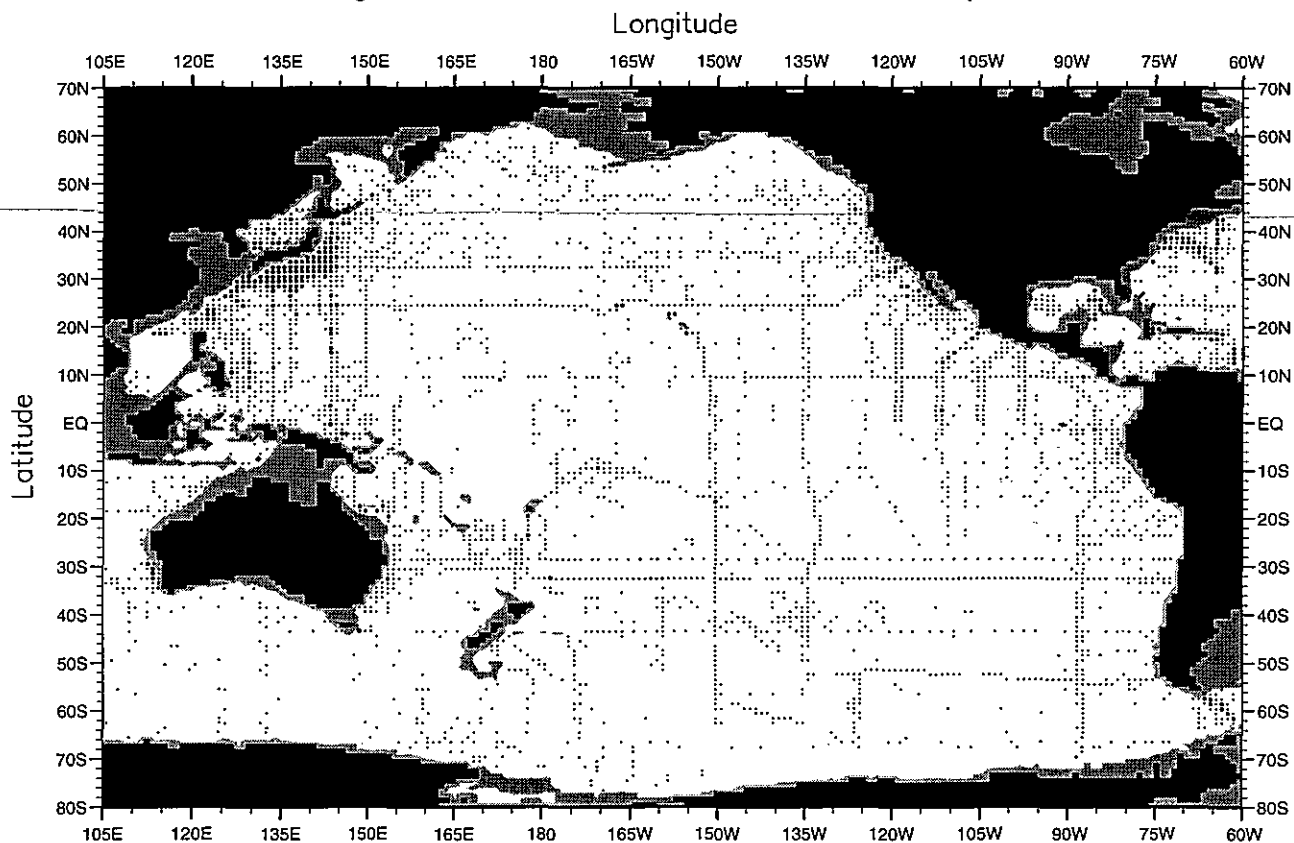 Longitude
105E 120E 135E 150E 165E 180 165W 150W 135W 120W 105W 90W 75W 60W
70N 70N
60N 60N
50N 50N
40N 40N
30N 30N
20N 20N
10N 10N
Latitude
EQ EQ
10S 10S
20S 20S
30S 30S
40S 40S
50S 50S
60S 60S
70S 70S
80S 80S
105E 120E 135E 150E 165E 180 165W 150W 135W 120W 105W 90W 75W 60W